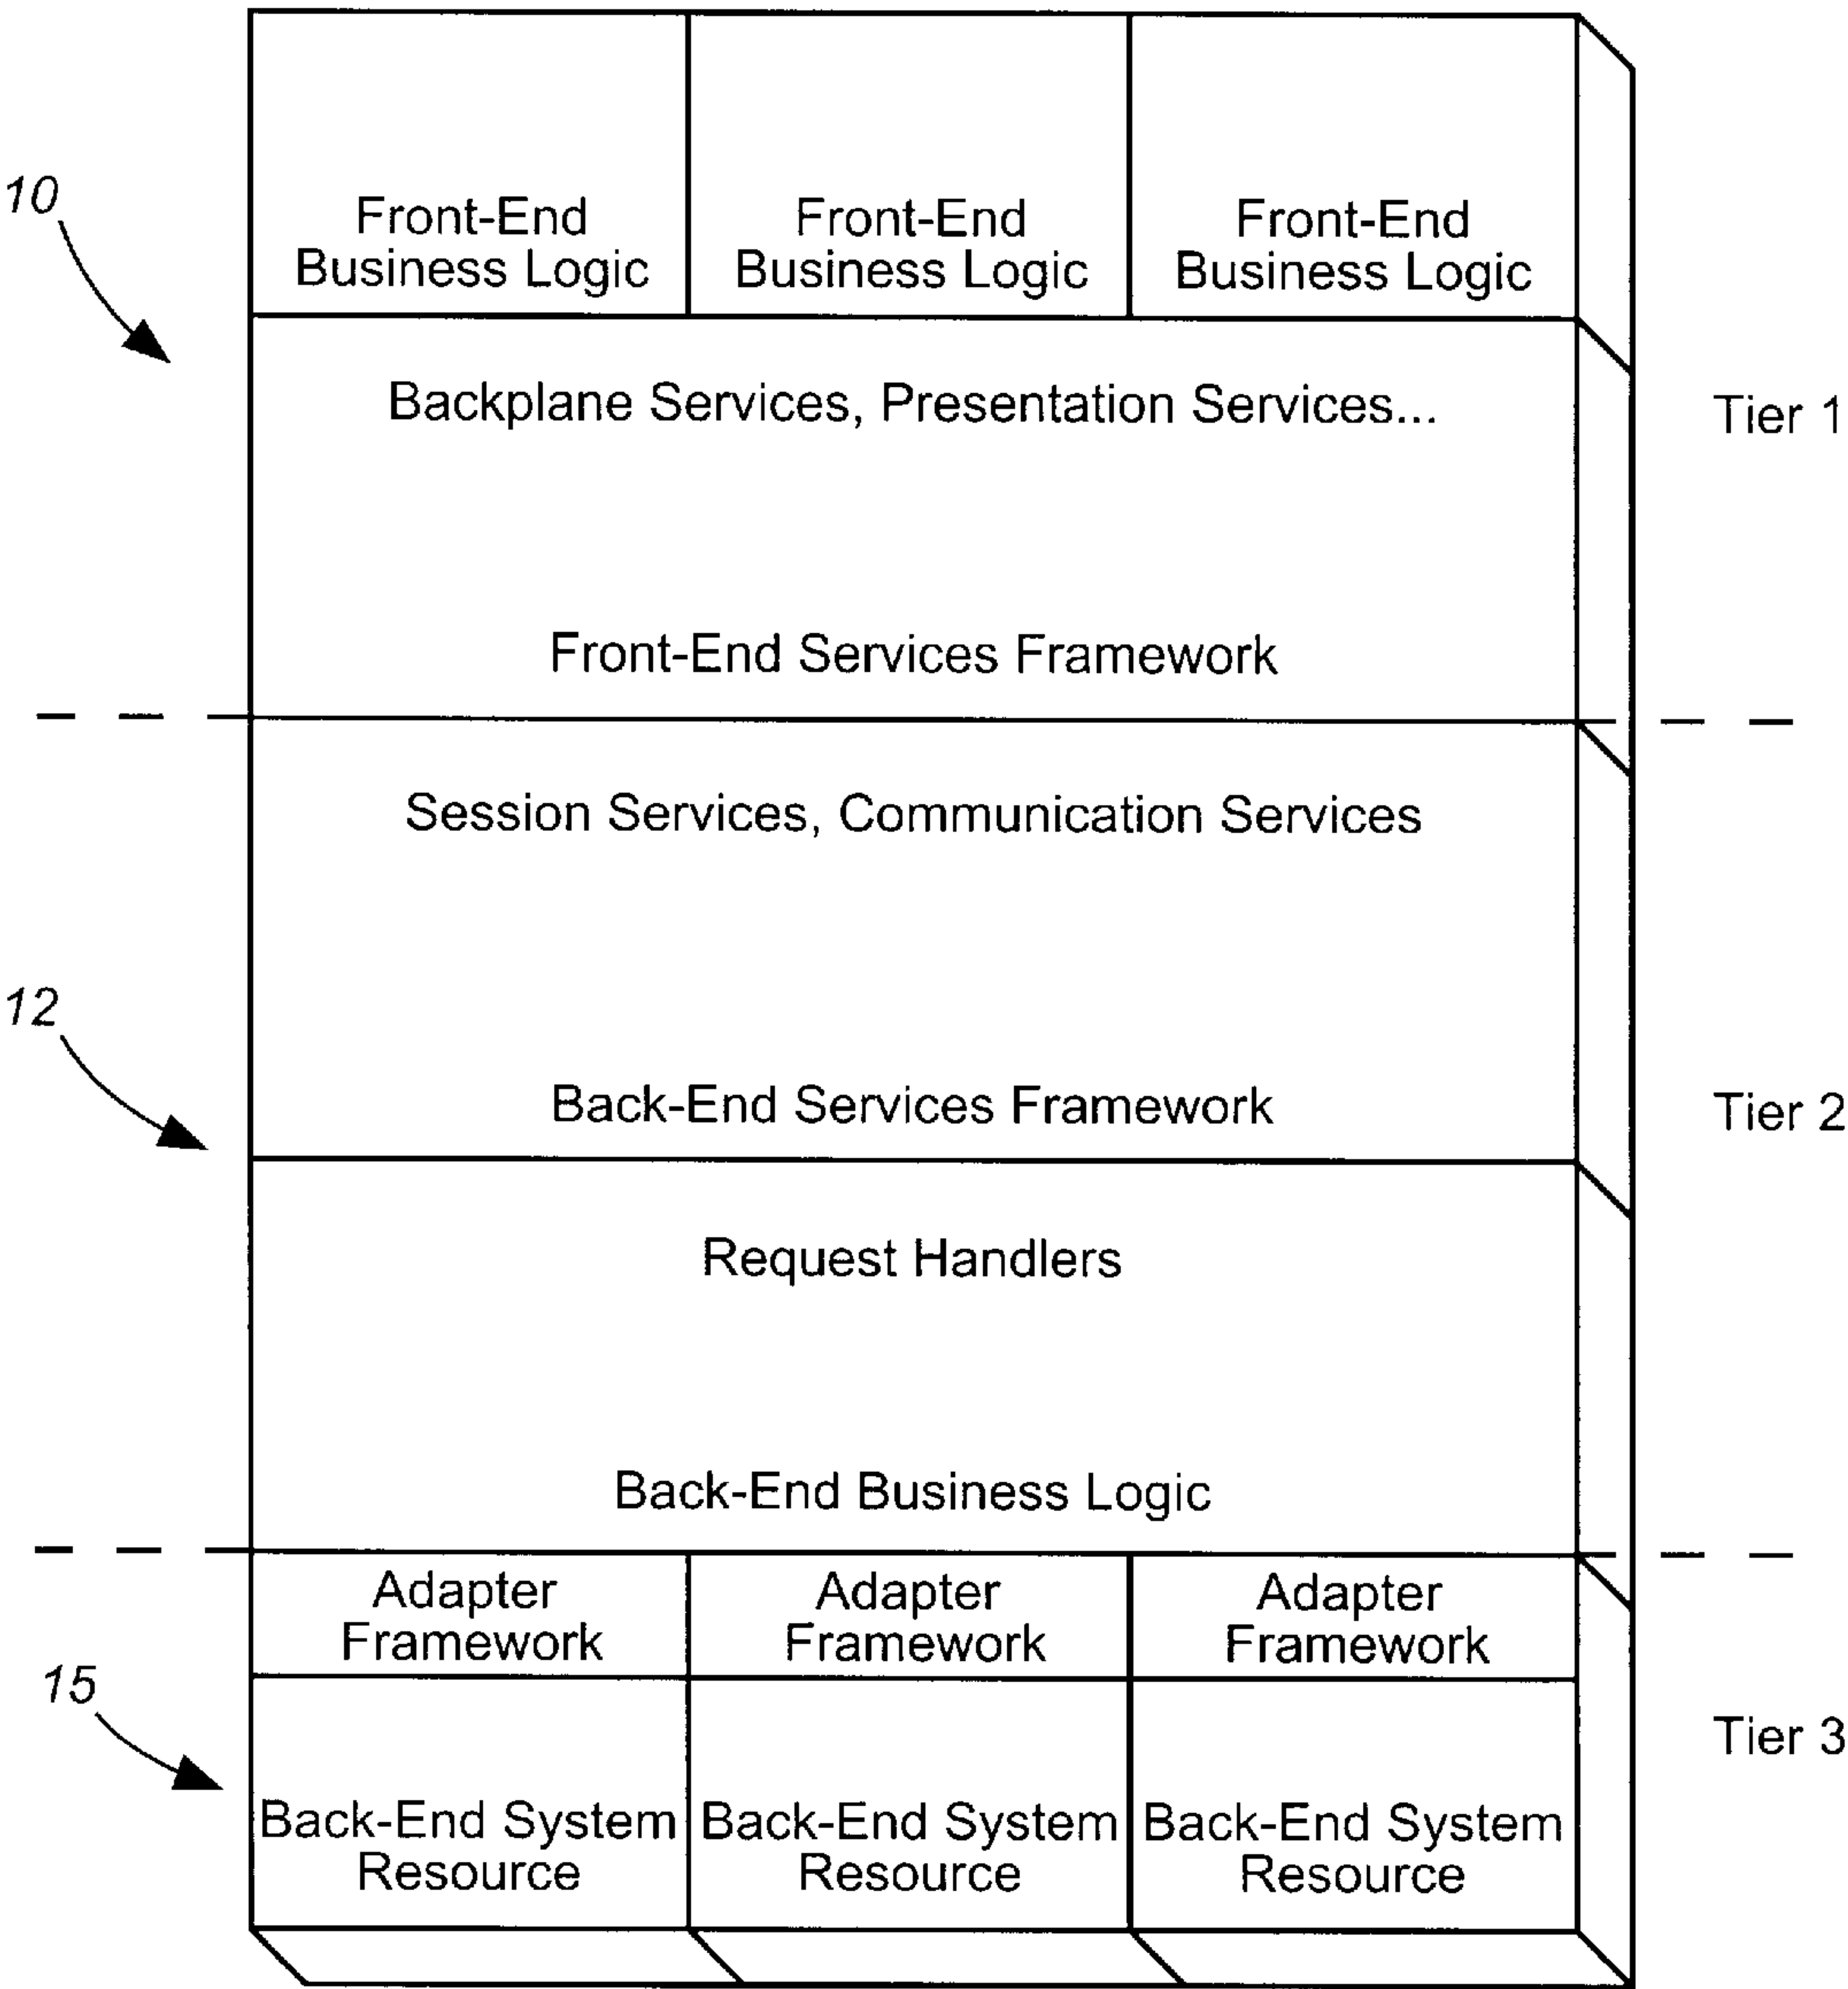 10
Front-End
Business Logic
Front-End
Business Logic
Front-End
Business Logic
Backplane Services, Presentation Services...
Tier 1
Front-End Services Framework
Session Services, Communication Services
12
Back-End Services Framework
Tier 2
Request Handlers
Back-End Business Logic
Adapter
Framework
Adapter
Framework
Adapter
Framework
15
Tier 3
Back-End System
Resource
Back-End System
Resource
Back-End System
Resource